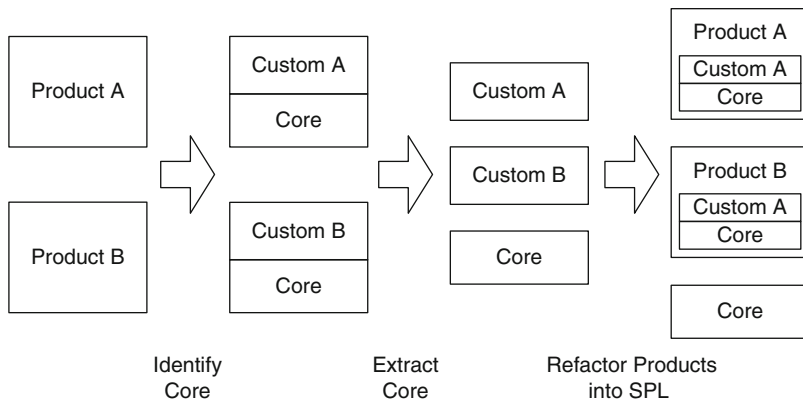 Product A
Product B
Custom A
Core
Custom B
Core
Custom A
Custom B
Core
Product A
Custom A
Core
Product B
Custom A
Core
Core
Identify
Core
Extract
Core
Refactor Products
into SPL